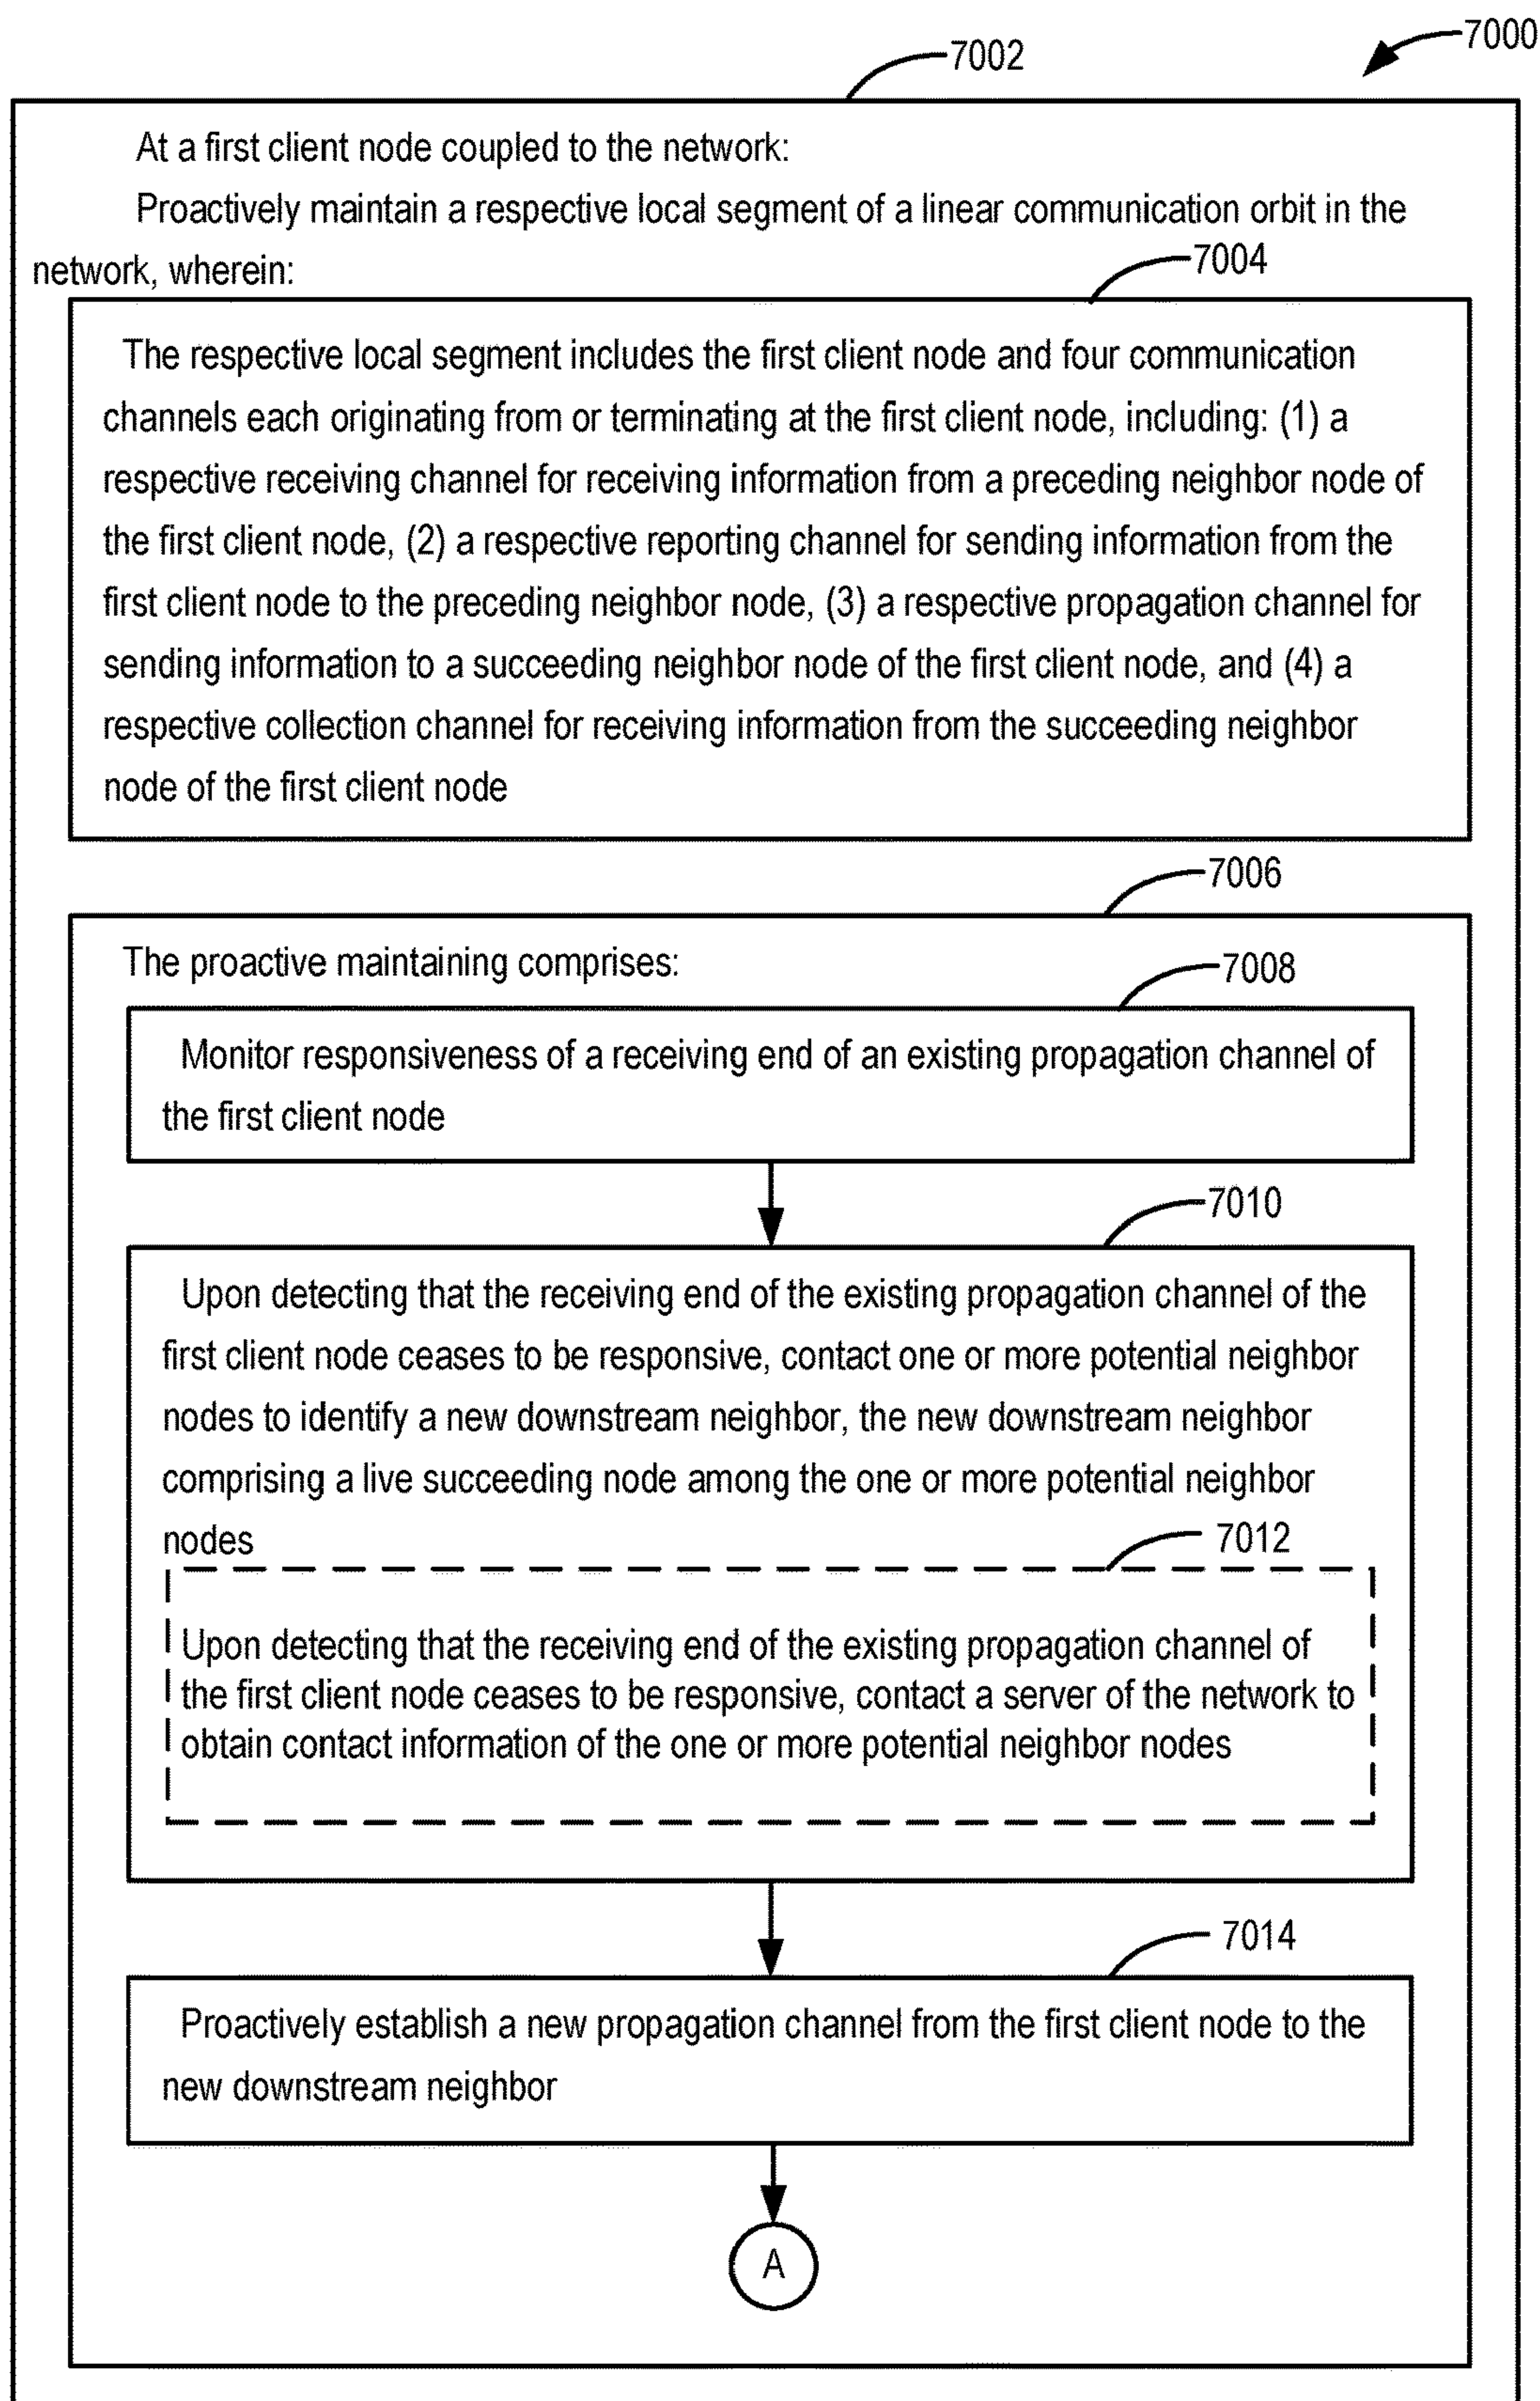 7000
7002
At a first client node coupled to the network:
Proactively maintain a respective local segment of a linear communication orbit in the
network, wherein:
7004
The respective local segment includes the first client node and four communication
channels each originating from or terminating at the first client node, including: (1) a
respective receiving channel for receiving information from a preceding neighbor node of
the first client node, (2) a respective reporting channel for sending information from the
first client node to the preceding neighbor node, (3) a respective propagation channel for
sending information to a succeeding neighbor node of the first client node, and (4) a
respective collection channel for receiving information from the succeeding neighbor
node of the first client node
7006
The proactive maintaining comprises:
7008
Monitor responsiveness of a receiving end of an existing propagation channel of
the first client node
7010
Upon detecting that the receiving end of the existing propagation channel of the
first client node ceases to be responsive, contact one or more potential neighbor
nodes to identify a new downstream neighbor, the new downstream neighbor
comprising a live succeeding node among the one or more potential neighbor
nodes
7012
Upon detecting that the receiving end of the existing propagation channel of
the first client node ceases to be responsive, contact a server of the network to
obtain contact information of the one or more potential neighbor nodes
7014
Proactively establish a new propagation channel from the first client node to the
new downstream neighbor
A